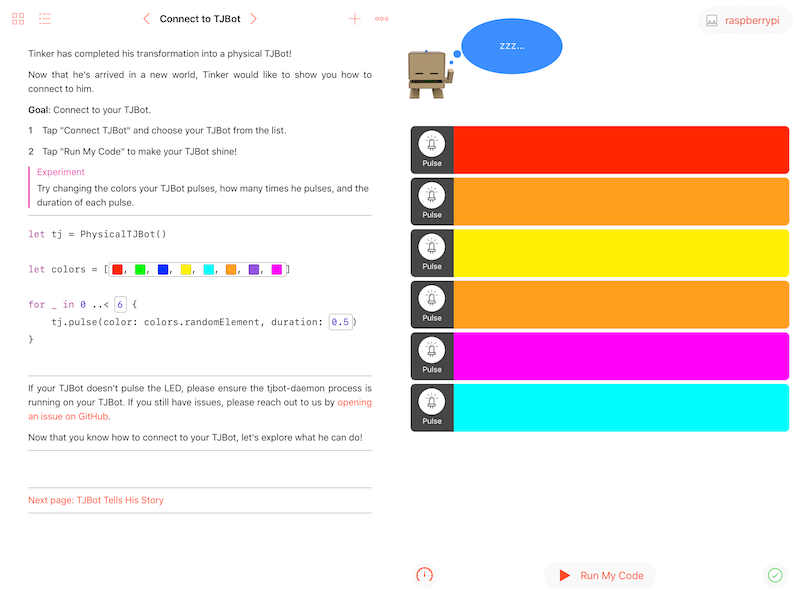 Connect to TJBot
Tinker has completed his transformation into a physical TJBot!
Now that he's arrived in a new world, Tinker would like to show you how to
connect to him.
Goal: Connect to your TJBot.
1 Tap "Connect TJBot" and choose your TJBot from the list.
2 Tap "Run My Code" to make your TJBot shine!
Experiment
Try changing the colors your TJBot pulses, how many times he pulses, and the
duration of each pulse.
let tj = PhysicalTJBot()
let colors = [, , , , , , , ]
for _ in 0 ..< 6 {
tj.pulse(color: colors.randomElement, duration: 0.5)
}
If your TJBot doesn't pulse the LED, please ensure the tjbot-daemon process is
running on your TJBot. If you still have issues, please reach out to us by opening
an issue on GitHub.
Now that you know how to connect to your TJBot, let's explore what he can do!
Next page: TJBot Tells His Story
zzz...
raspberrypi
Pulse
Pulse
Pulse
Pulse
Pulse
Pulse
Run My Code